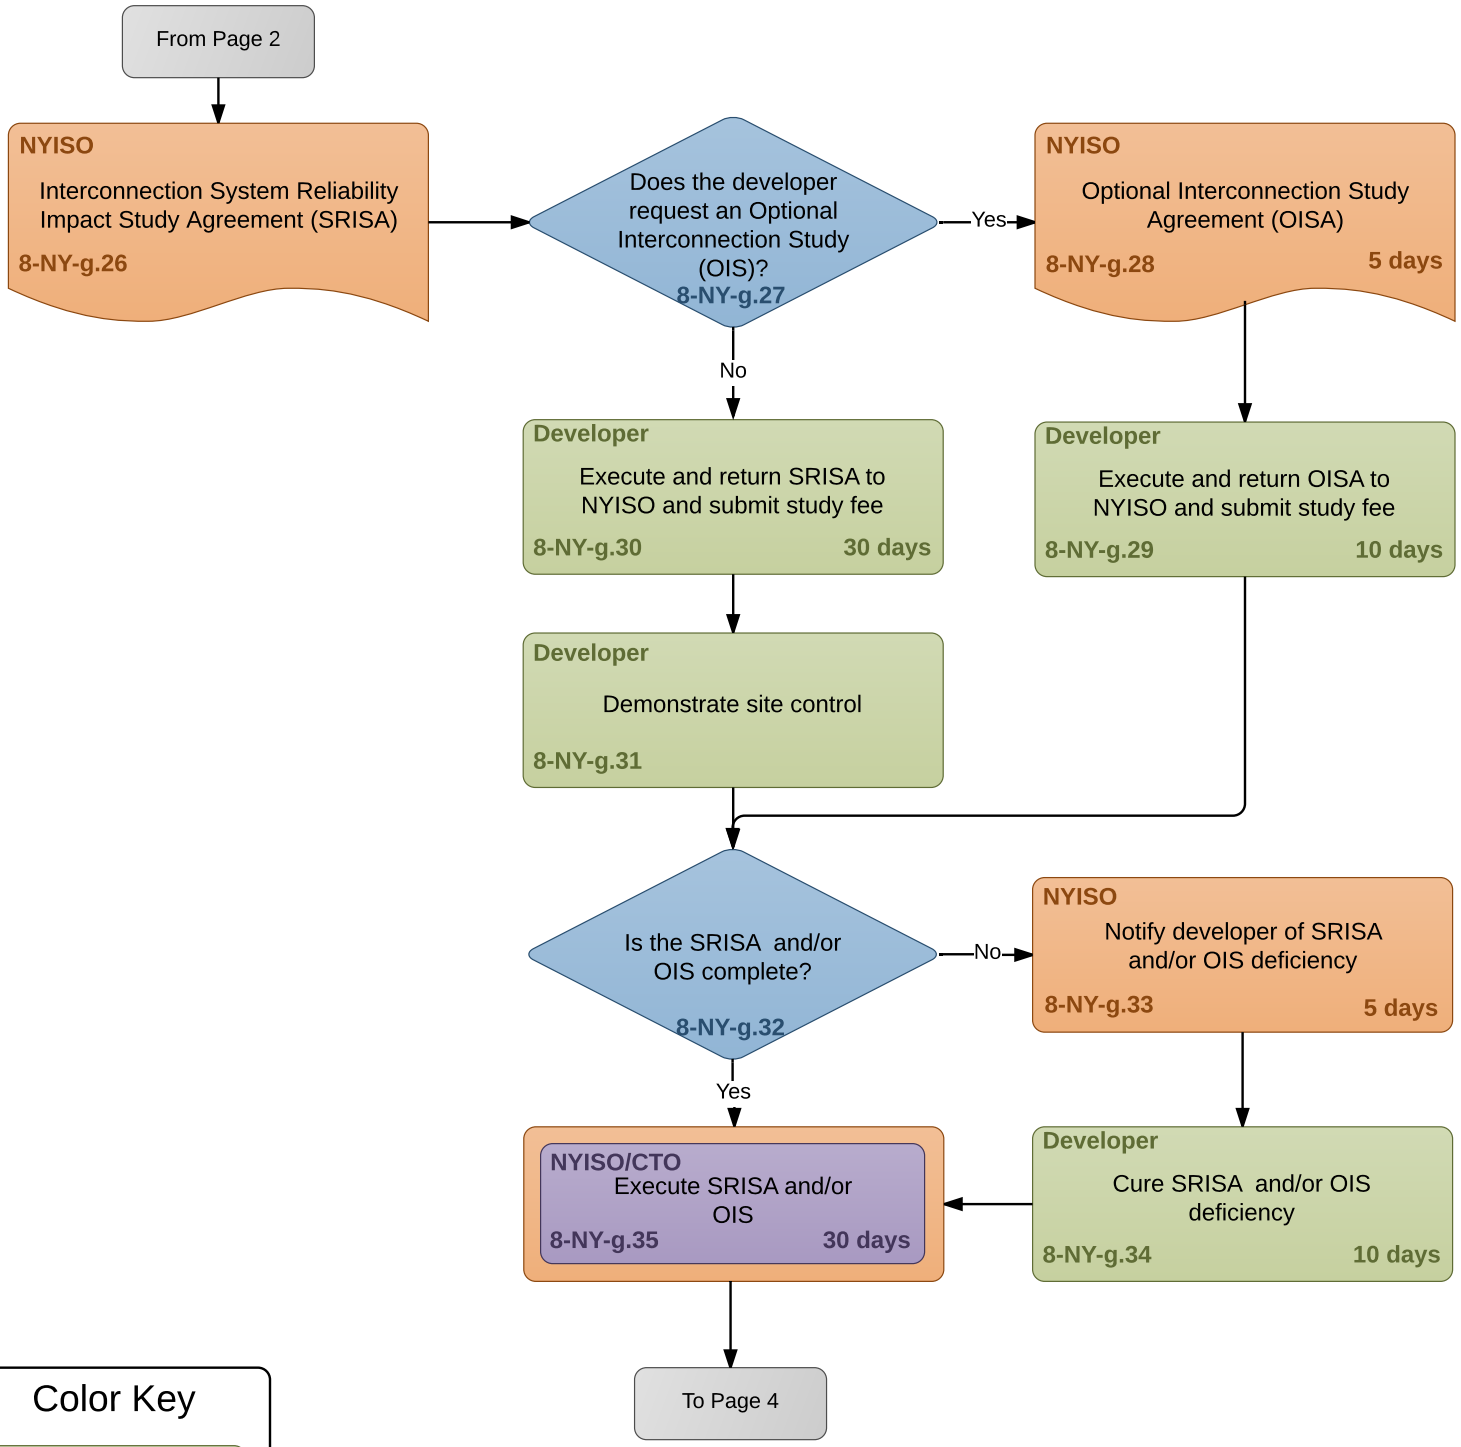 From Page 2
NYISO
Interconnection System Reliability
Impact Study Agreement (SRISA)
8-NY-g.26
Does the developer
request an Optional
Interconnection Study
(OIS)?
8-NY-g.27
Yes
NYISO
Optional Interconnection Study
Agreement (OISA)
8-NY-g.28 5 days
No
Developer
Execute and return SRISA to
NYISO and submit study fee
8-NY-g.30 30 days
Developer
Execute and return OISA to
NYISO and submit study fee
8-NY-g.29 10 days
Developer
Demonstrate site control
8-NY-g.31
Is the SRISA  and/or
OIS complete?
8-NY-g.32
No
NYISO
Notify developer of SRISA
and/or OIS deficiency
8-NY-g.33 5 days
Yes
NYISO/CTO
Execute SRISA and/or
OIS
8-NY-g.35 30 days
Developer
Cure SRISA  and/or OIS
deficiency
8-NY-g.34 10 days
To Page 4
Color Key